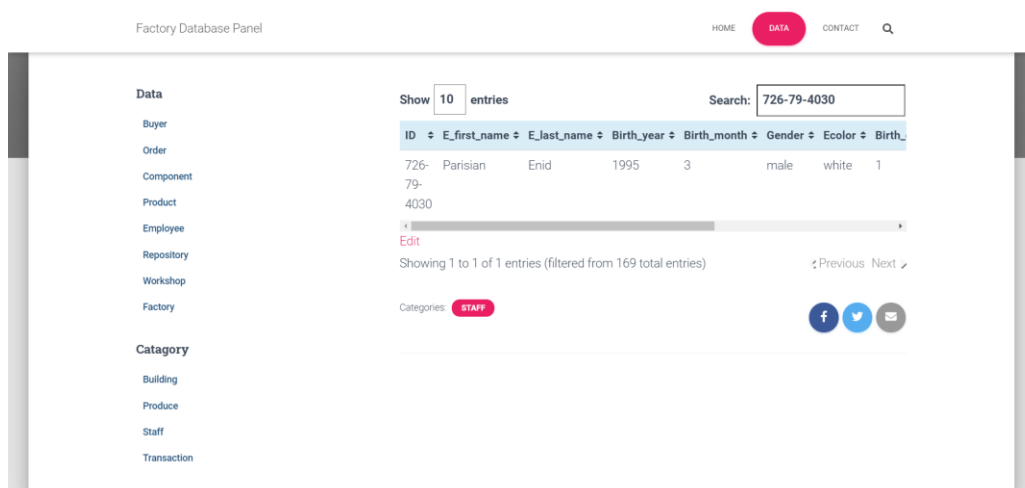 Factory Database Panel
HOME DATA CONTACT
Data
Buyer
Order
Component
Product
Employee
Repository
Workshop
Factory
Catagory
Building
Produce
Staff
Transaction
Show 10 entries Search: 726-79-4030
ID E_first_name E_last_name Birth_year Birth_month Gender Ecolor Birth_
726-79-4030 Parisian Enid 1995 3 male white 1
Edit
Showing 1 to 1 of 1 entries (filtered from 169 total entries) Previous Next
Categories: STAFF